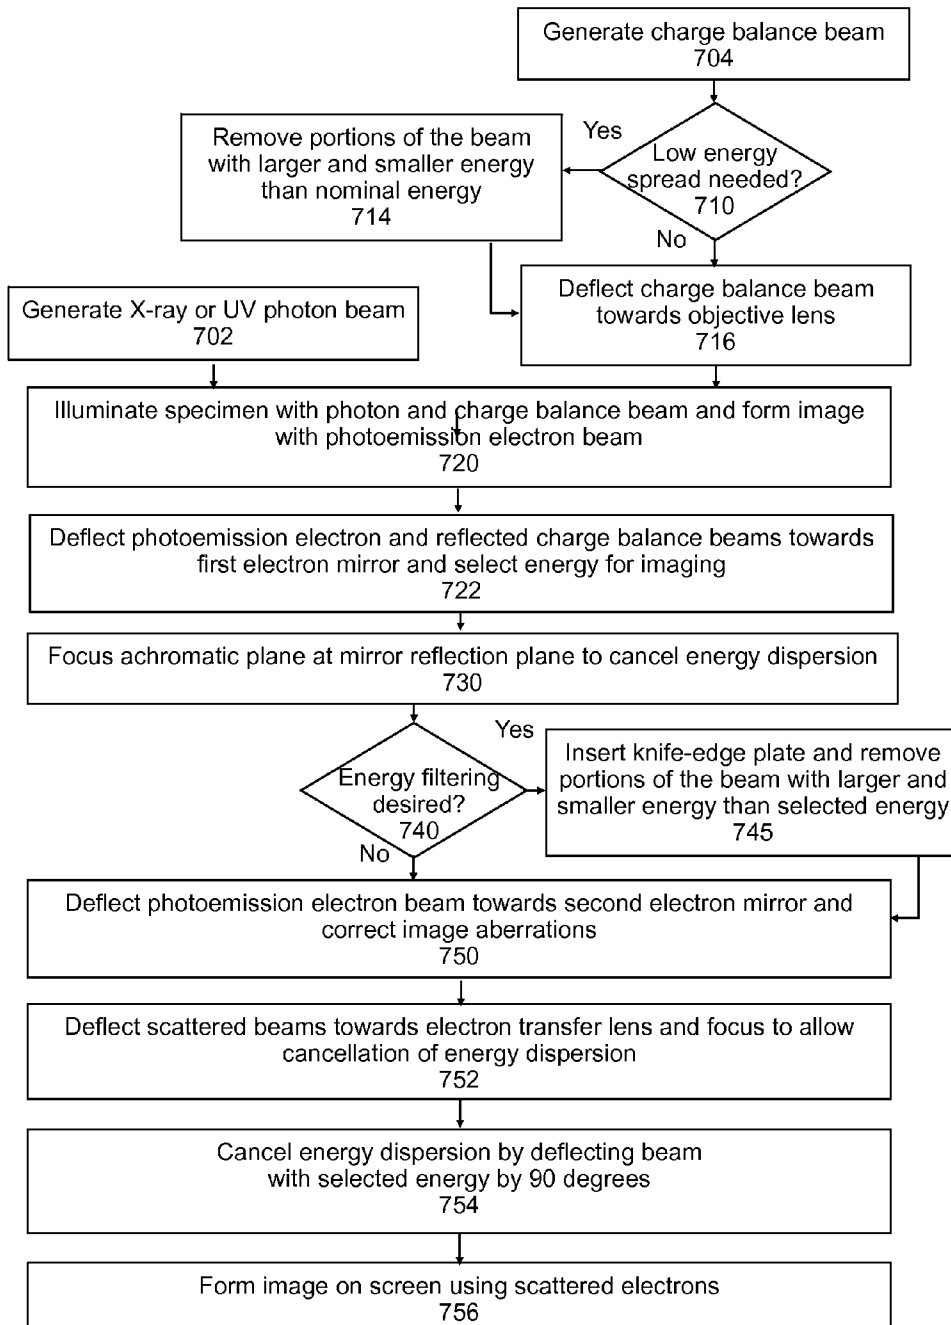 Generate charge balance beam
704
Yes
Remove portions of the beam
with larger and smaller energy
than nominal energy
714
Low energy
spread needed?
710
No
Deflect charge balance beam
towards objective lens
716
Generate X-ray or UV photon beam
702
Illuminate specimen with photon and charge balance beam and form image
with photoemission electron beam
720
Deflect photoemission electron and reflected charge balance beams towards
first electron mirror and select energy for imaging
722
Focus achromatic plane at mirror reflection plane to cancel energy dispersion
730
Yes
Energy filtering
desired?
740
No
Insert knife-edge plate and remove
portions of the beam with larger and
smaller energy than selected energy
745
Deflect photoemission electron beam towards second electron mirror and
correct image aberrations
750
Deflect scattered beams towards electron transfer lens and focus to allow
cancellation of energy dispersion
752
Cancel energy dispersion by deflecting beam
with selected energy by 90 degrees
754
Form image on screen using scattered electrons
756